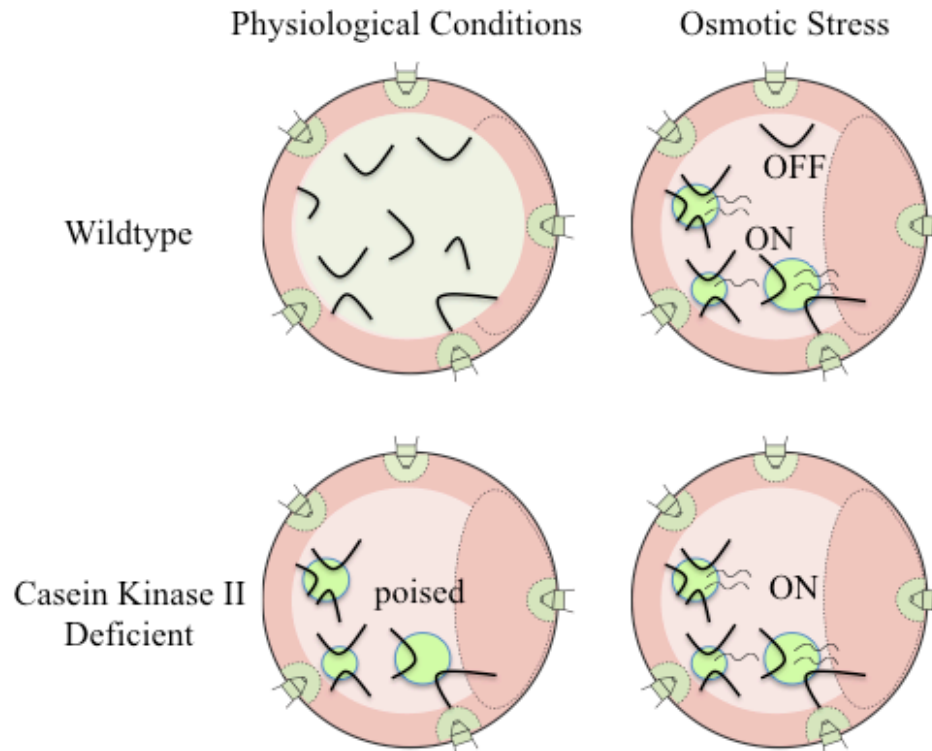 Physiological Conditions
Osmotic Stress
Wildtype
OFF
ON
Casein Kinase II
Deficient
poised
ON